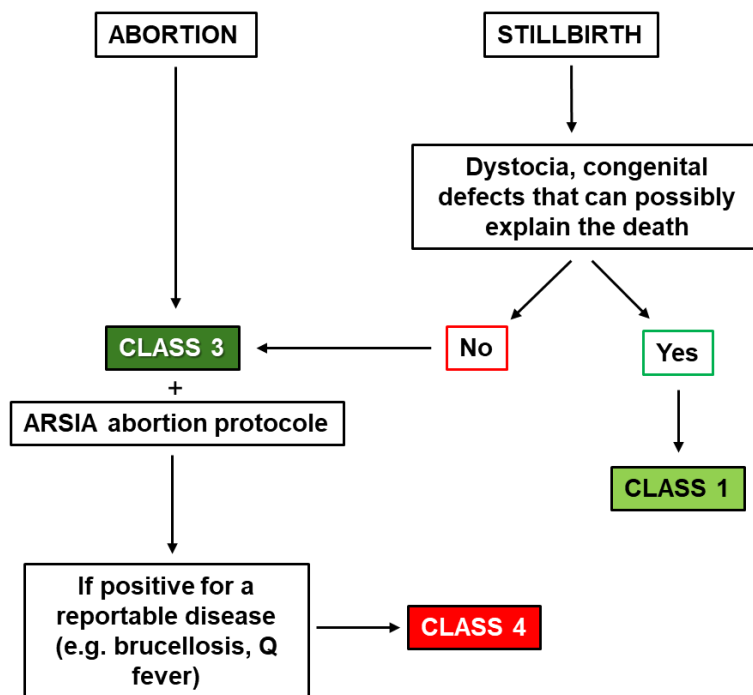 ABORTION
STILLBIRTH
Dystocia, congenital
defects that can possibly
explain the death
CLASS 3
No
Yes
+
ARSIA abortion protocole
CLASS 1
If positive for a
reportable disease
(e.g. brucellosis, Q
fever)
CLASS 4